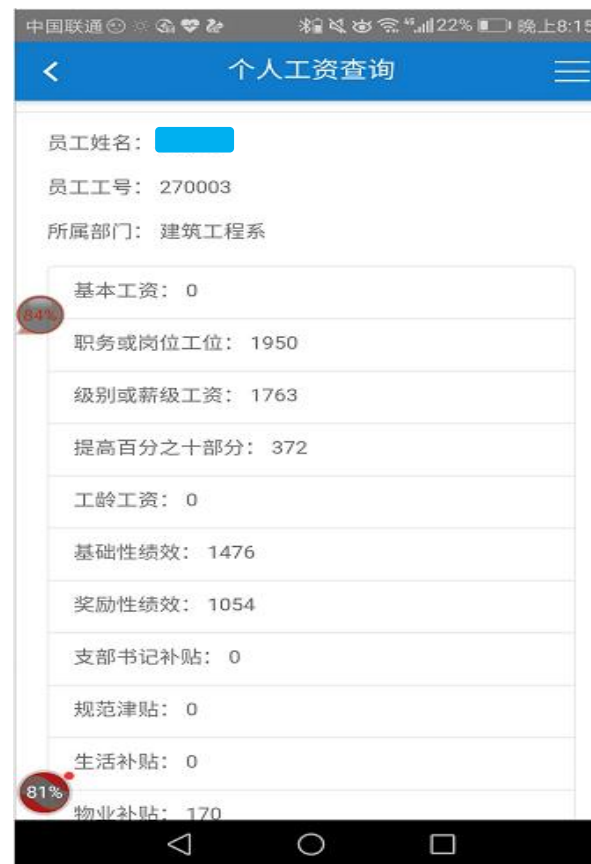 中国联通 4G 22% 晚上8:15
个人工资查询
员工姓名：
员工工号： 270003
所属部门： 建筑工程系
基本工资： 0
84%
职务或岗位工位： 1950
级别或薪级工资： 1763
提高百分之十部分： 372
工龄工资： 0
基础性绩效： 1476
奖励性绩效： 1054
支部书记补贴： 0
规范津贴： 0
生活补贴： 0
81%
物业补贴： 170